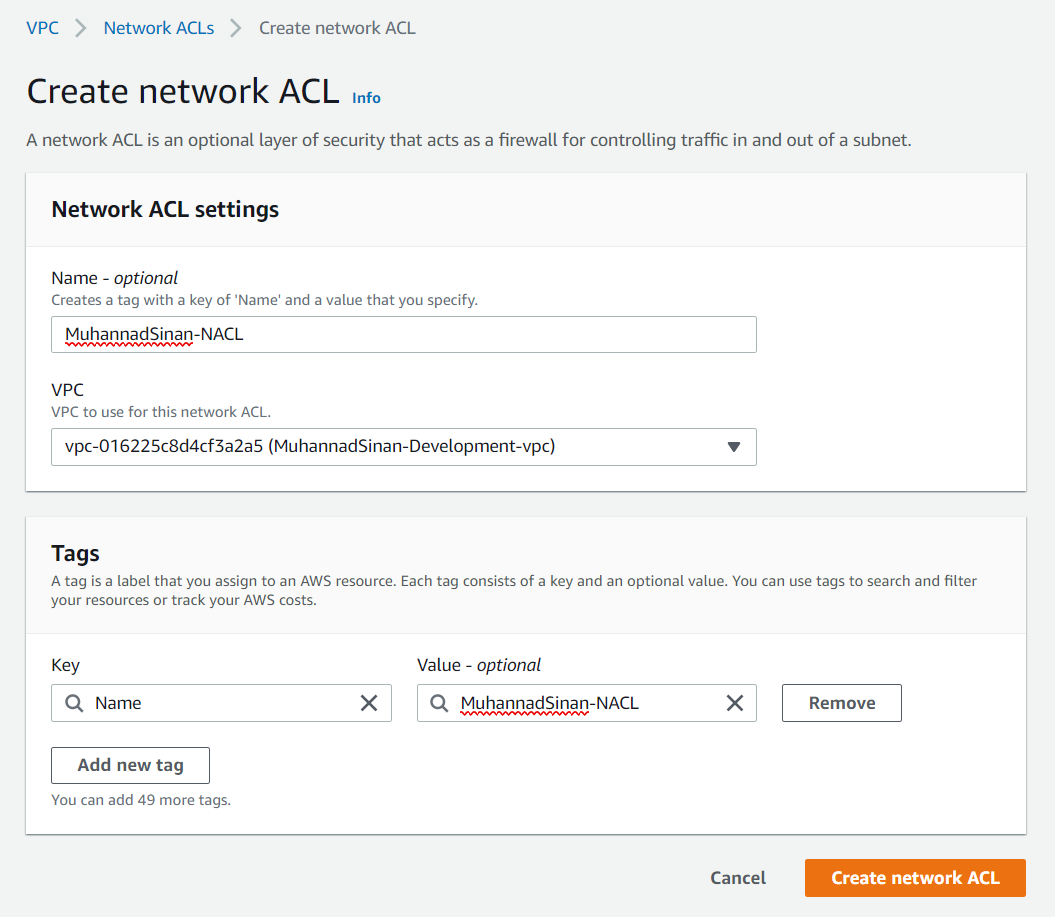 VPC > Network ACLs > Create network ACL
Create network ACL Info
A network ACL is an optional layer of security that acts as a firewall for controlling traffic in and out of a subnet.
Network ACL settings
Name - optional
Creates a tag with a key of 'Name' and a value that you specify.
MuhannadSinan-NACL
VPC
VPC to use for this network ACL.
vpc-016225c8d4cf3a2a5 (MuhannadSinan-Development-vpc)
Tags
A tag is a label that you assign to an AWS resource. Each tag consists of a key and an optional value. You can use tags to search and filter
your resources or track your AWS costs.
Key Value - optional
Name MuhannadSinan-NACL Remove
Add new tag
You can add 49 more tags.
Cancel Create network ACL